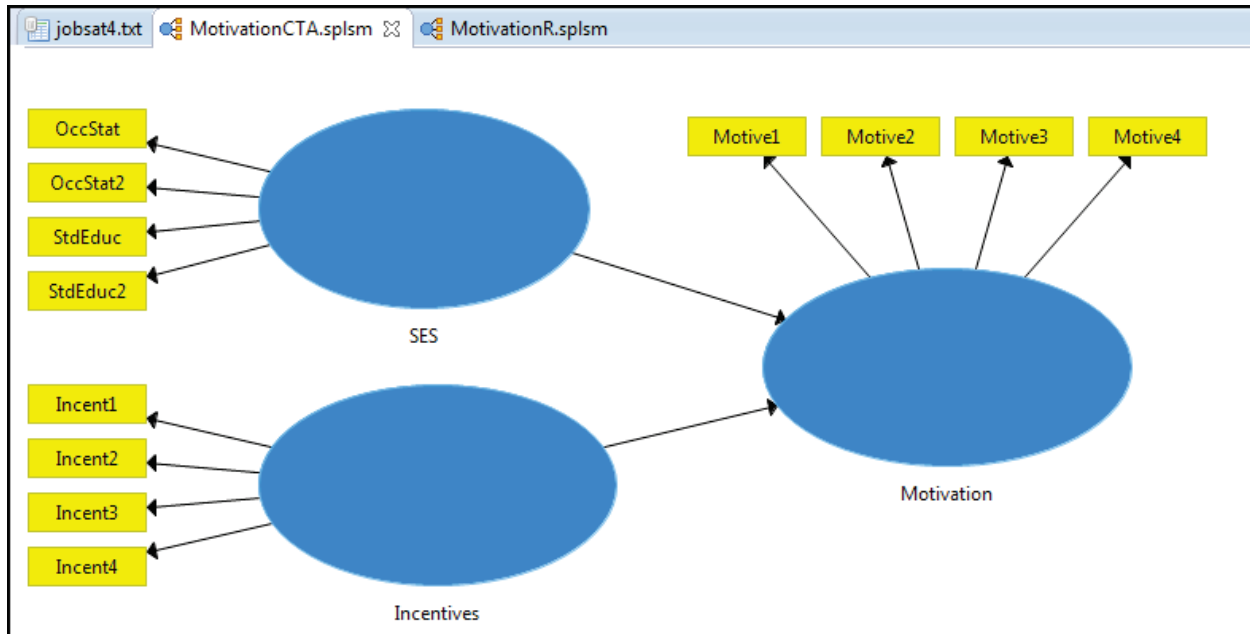 jobsat4.txt MotivationCTA.splsm MotivationR.splsm
OccStat
OccStat2
StdEduc
StdEduc2
SES
Motive1 Motive2 Motive3 Motive4
Incent1
Incent2
Incent3
Incent4
Incentives
Motivation